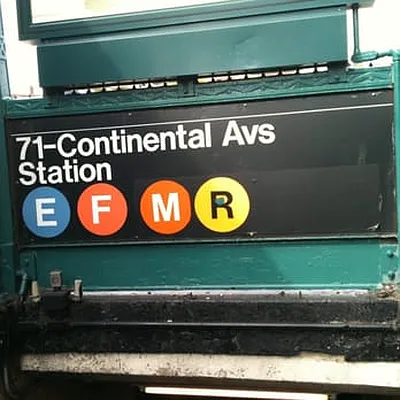 71-Continental Avs
Station
E F M R